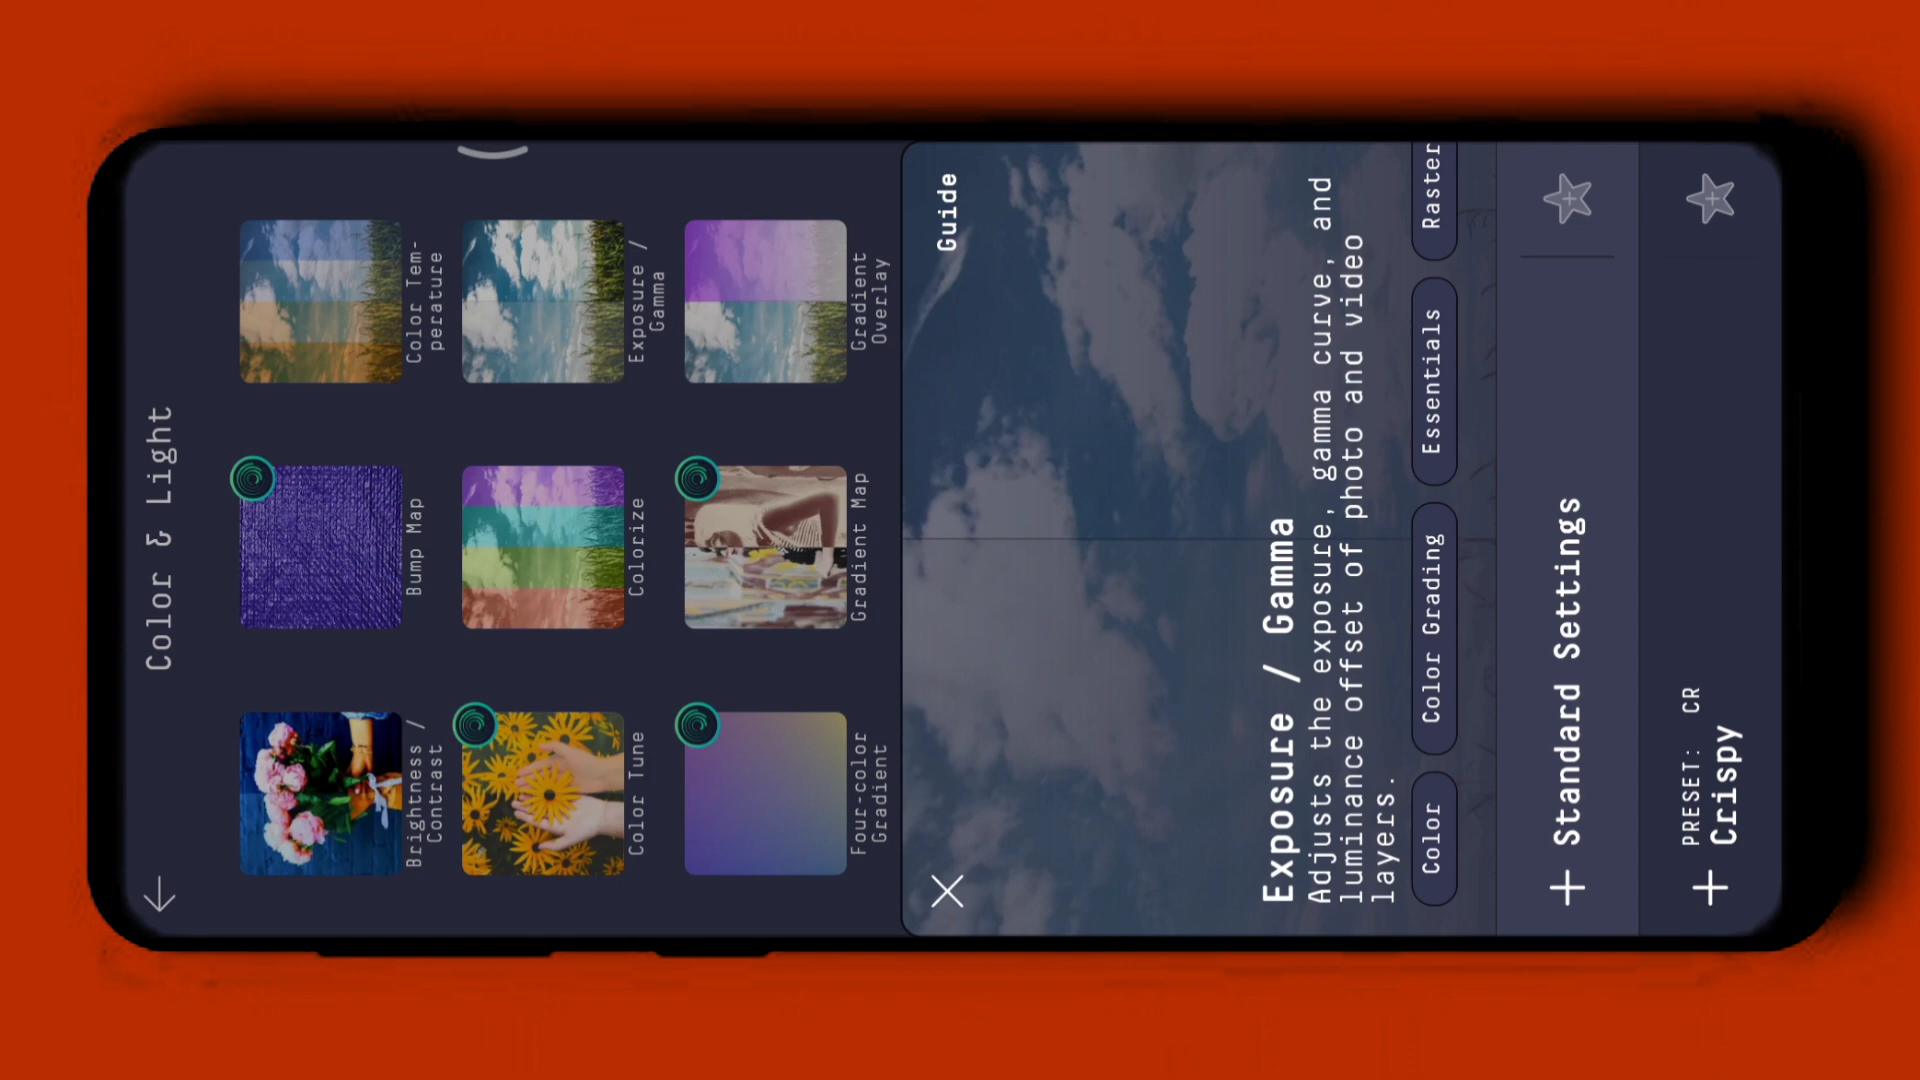 Color & Light
Brightness /
Contrast
Bump Map
Color Tem-
perature
Color Tune
Colorize
Exposure /
Gamma
Four-color
Gradient
Gradient Map
Gradient
Overlay
Guide
Exposure / Gamma
Adjusts the exposure, gamma curve, and
luminance offset of photo and video
layers.
Color
Color Grading
Essentials
Raster
Standard Settings
PRESET: CR
Crispy